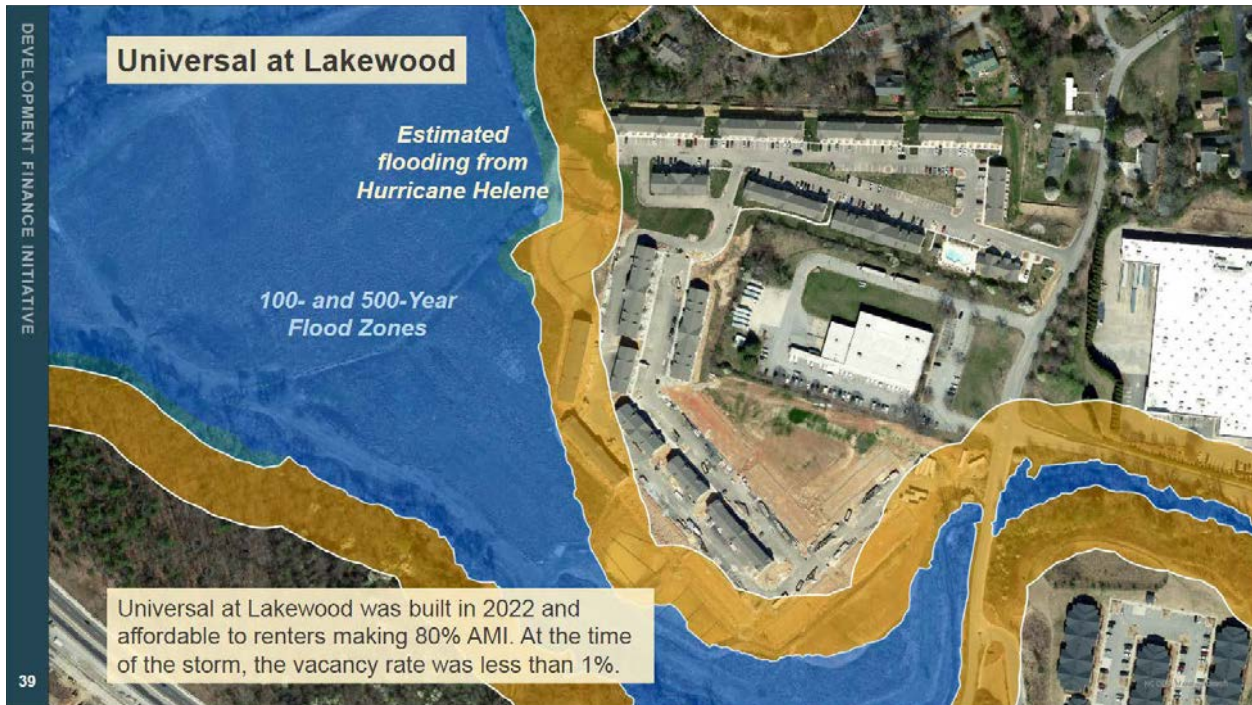 DEVELOPMENT FINANCE INITIATIVE
Universal at Lakewood
Estimated
flooding from
Hurricane Helene
100- and 500-Year
Flood Zones
Universal at Lakewood was built in 2022 and
affordable to renters making 80% AMI. At the time
of the storm, the vacancy rate was less than 1%.
39